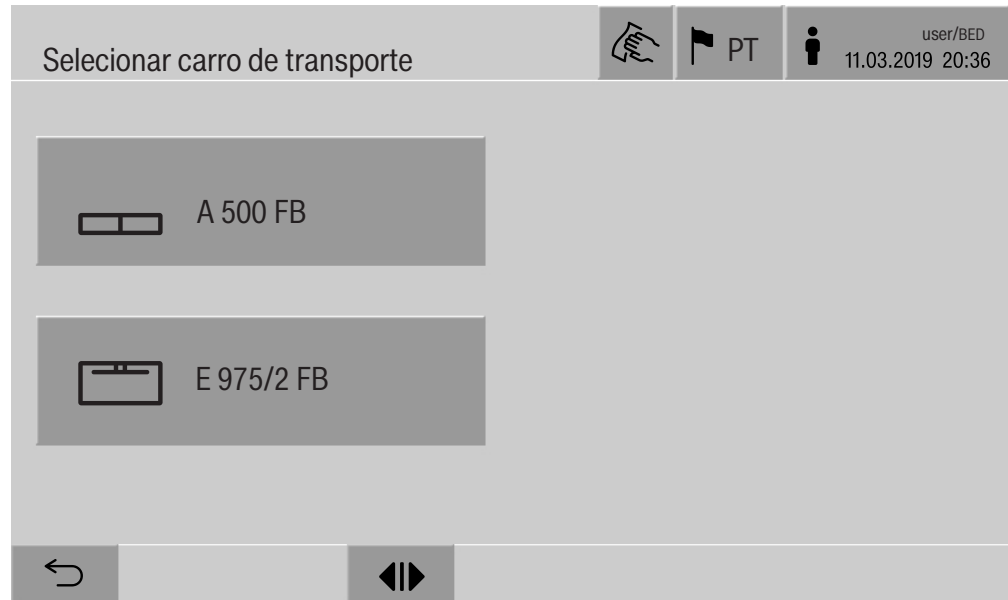 Selecionar carro de transporte
PT
user/BED
11.03.2019 20:36
A 500 FB
E 975/2 FB